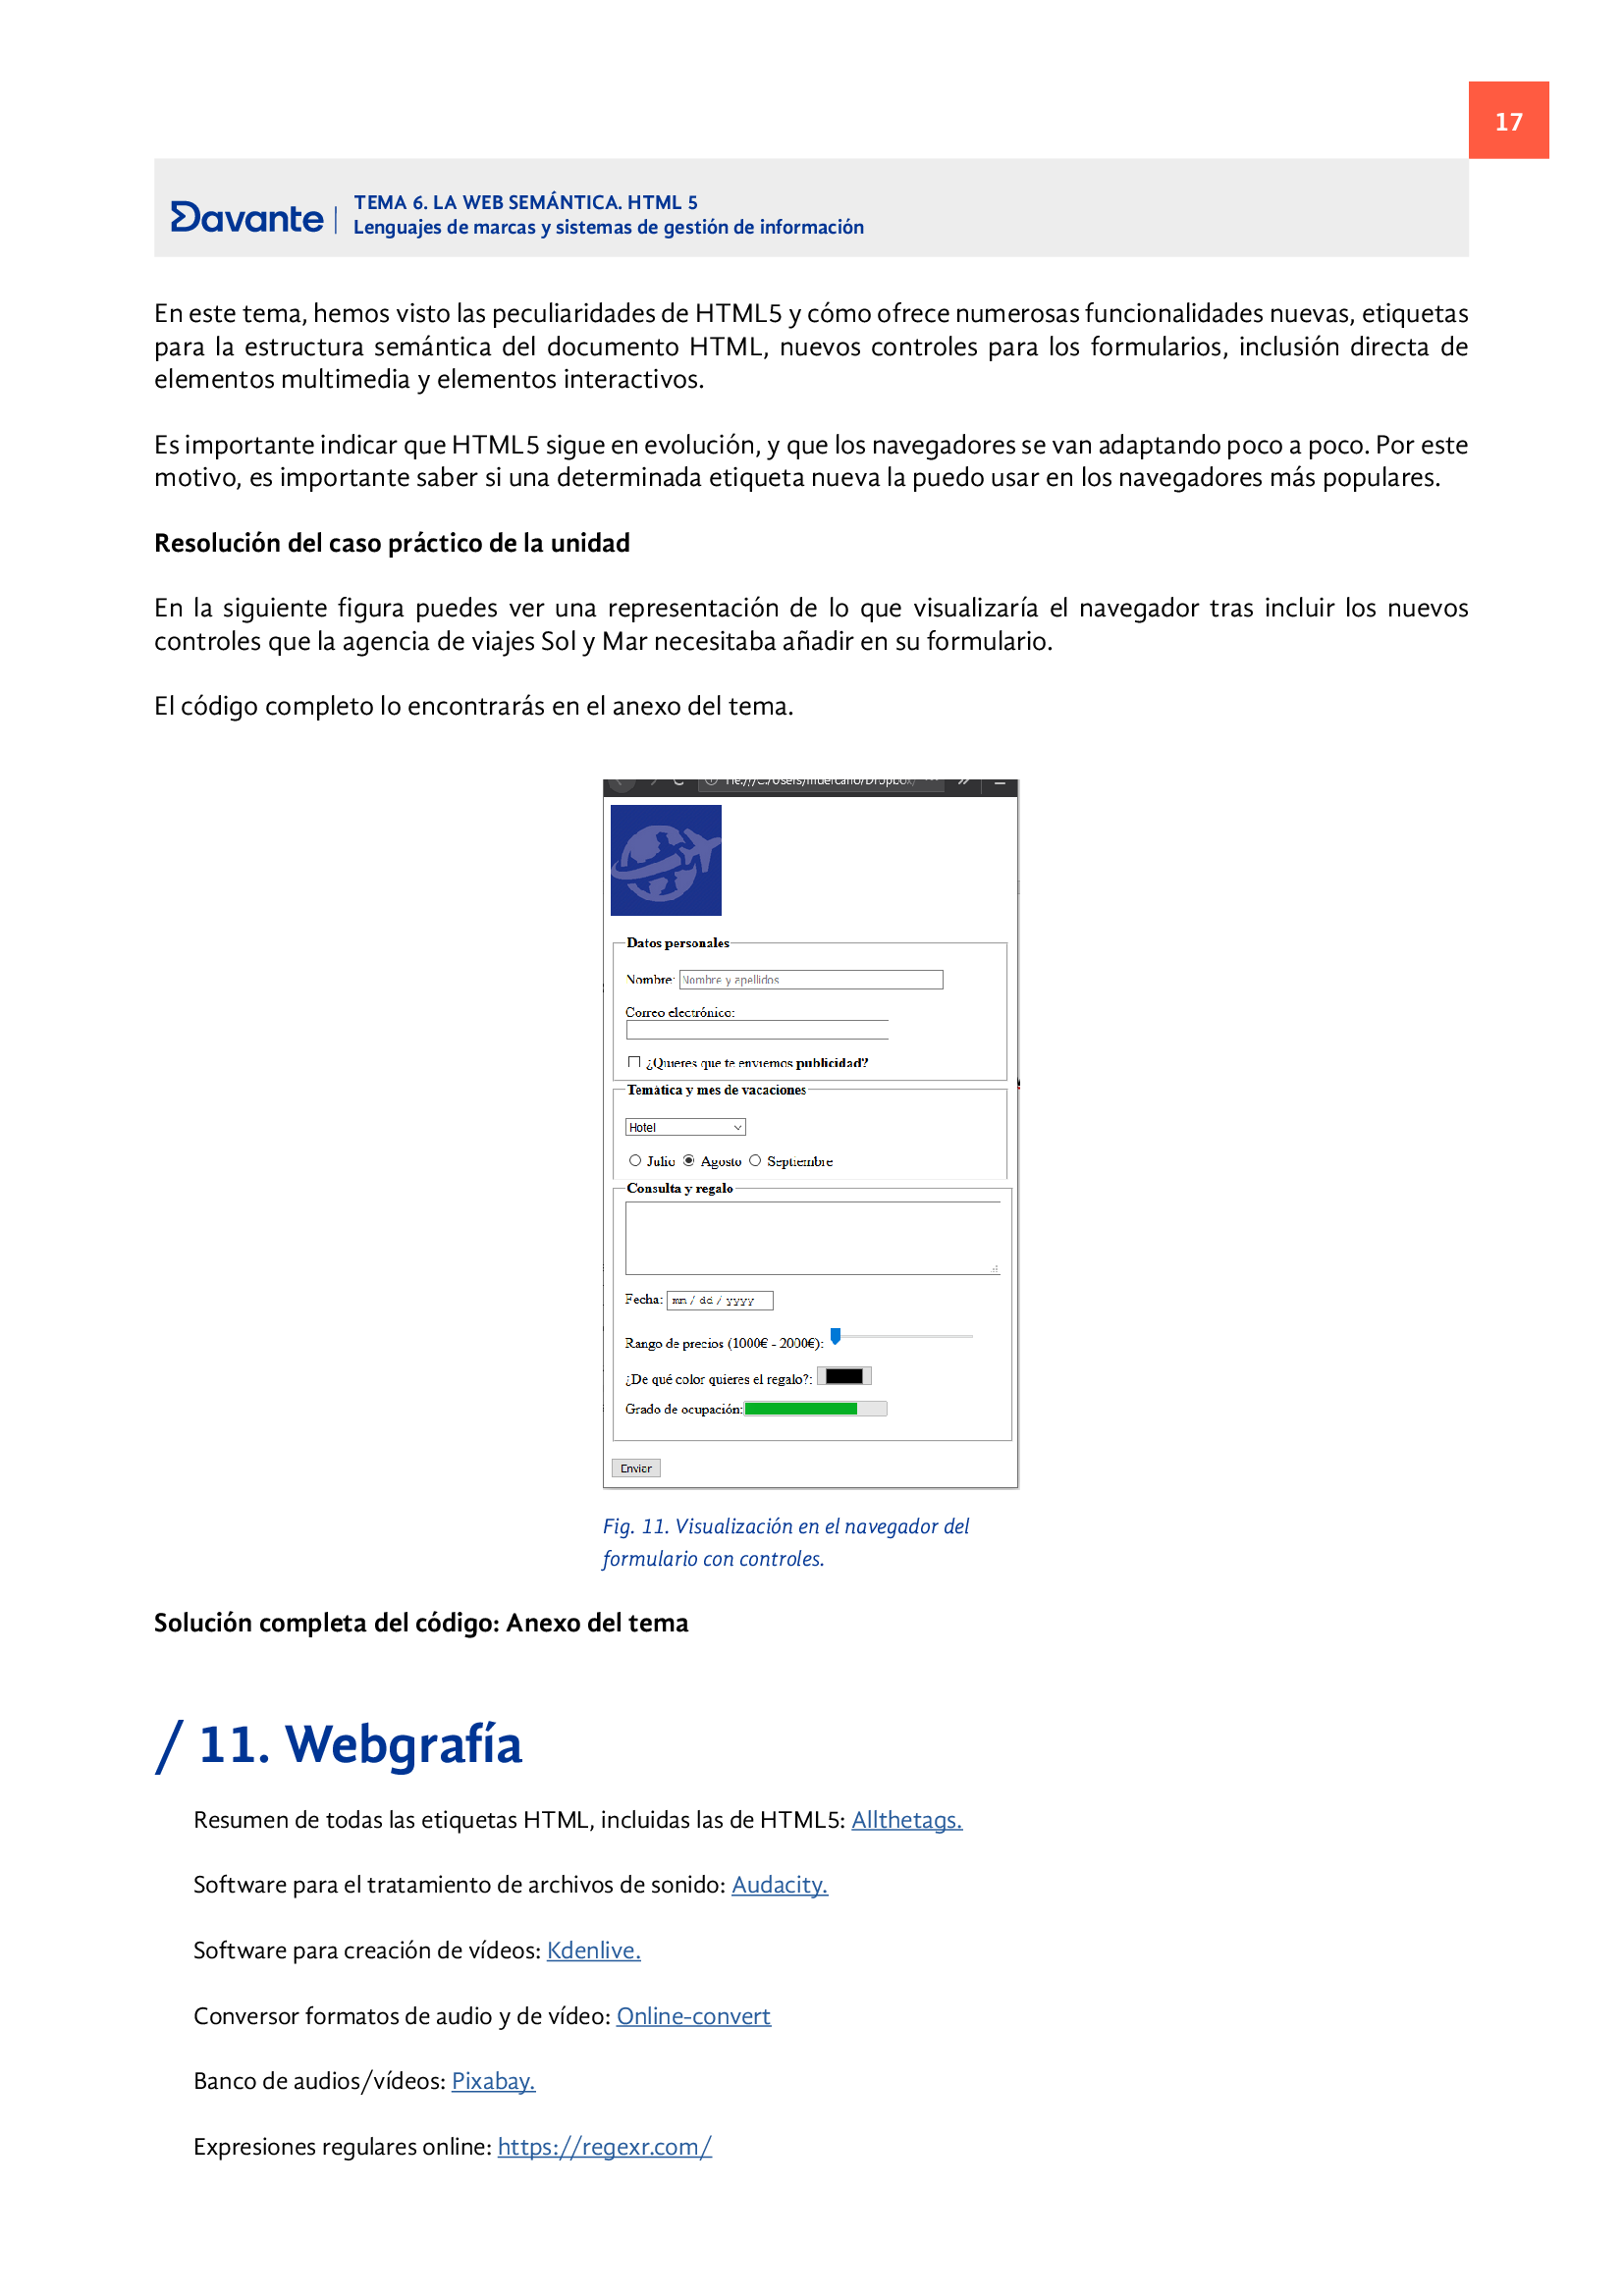 17
Davante
TEMA 6. LA WEB SEMÁNTICA. HTML 5
Lenguajes de marcas y sistemas de gestión de información
En este tema, hemos visto las peculiaridades de HTML5 y cómo ofrece numerosas funcionalidades nuevas, etiquetas
para la estructura semántica del documento HTML, nuevos controles para los formularios, inclusión directa de
elementos multimedia y elementos interactivos.
Es importante indicar que HTML5 sigue en evolución, y que los navegadores se van adaptando poco a poco. Por este
motivo, es importante saber si una determinada etiqueta nueva la puedo usar en los navegadores más populares.
Resolución del caso práctico de la unidad
En la siguiente figura puedes ver una representación de lo que visualizaría el navegador tras incluir los nuevos
controles que la agencia de viajes Sol y Mar necesitaba añadir en su formulario.
El código completo lo encontrarás en el anexo del tema.
Datos personales
Nombre: Nombre y apellidos
Correo electrónico:
¿Quieres que te enviemos publicidad?
Temática y mes de vacaciones
Hotel
Julio Agosto Septiembre
Consulta y regalo
Fecha: mm / dd / yyyy
Rango de precios (1000€ - 2000€):
¿De qué color quieres el regalo?:
Grado de ocupación:
Enviar
Fig. 11. Visualización en el navegador del
formulario con controles.
Solución completa del código: Anexo del tema
/ 11. Webgrafía
Resumen de todas las etiquetas HTML, incluidas las de HTML5: Allthetags.
Software para el tratamiento de archivos de sonido: Audacity.
Software para creación de vídeos: Kdenlive.
Conversor formatos de audio y de vídeo: Online-convert
Banco de audios/vídeos: Pixabay.
Expresiones regulares online: https://regexr.com/